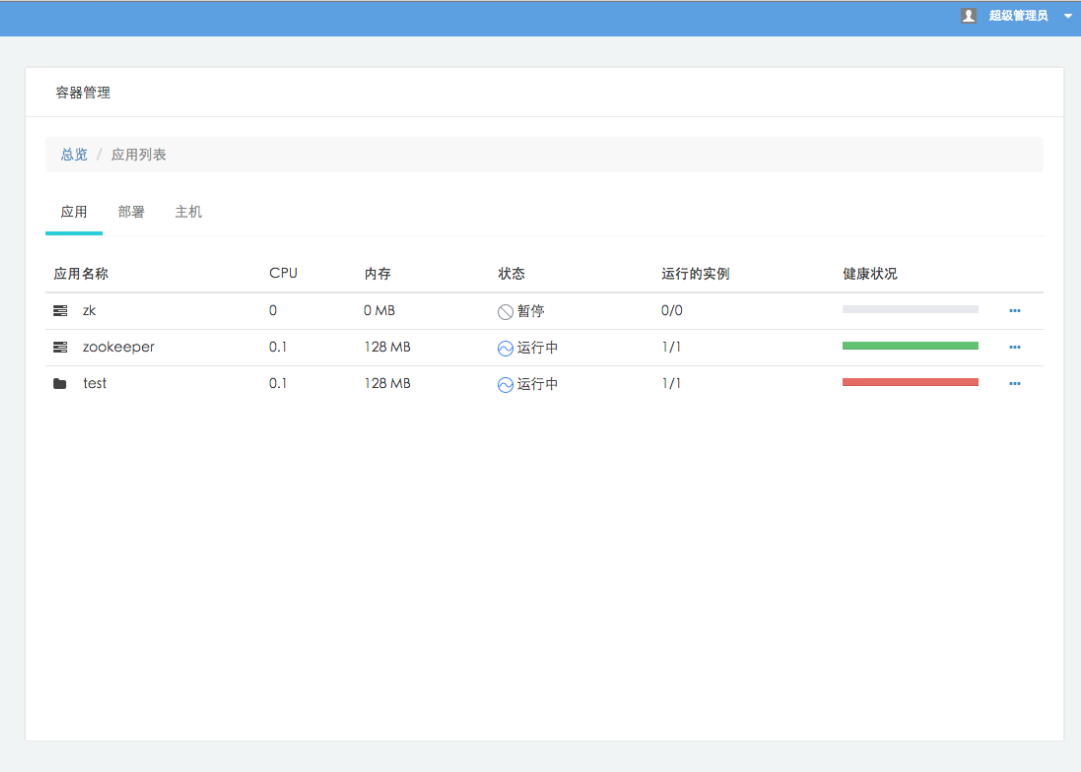 超级管理员
容器管理
总览 / 应用列表
应用 部署 主机
应用名称 CPU 内存 状态 运行的实例 健康状况
zk 0 0 MB 暂停 0/0
zookeeper 0.1 128 MB 运行中 1/1
test 0.1 128 MB 运行中 1/1